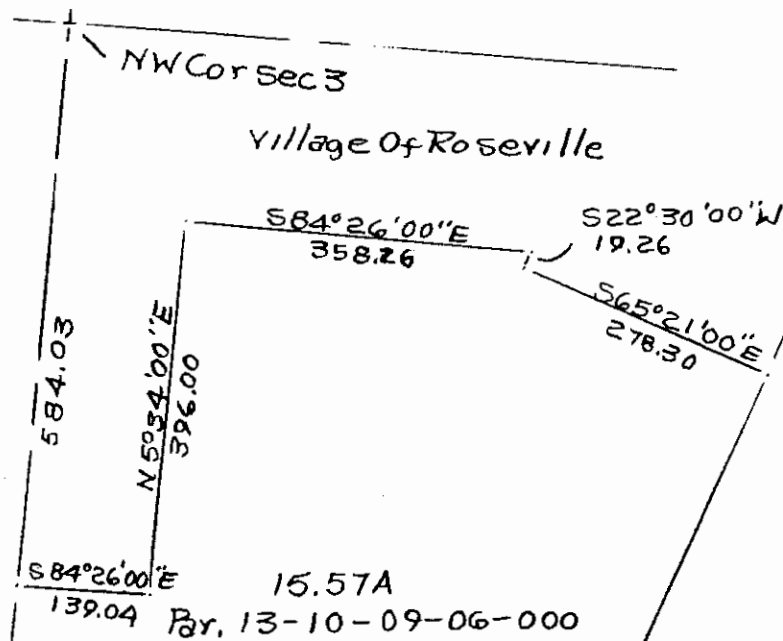 NW Cor Sec 3
Village Of Roseville
S84°26'00"E
358.26
S22°30'00"W
19.26
S65°21'00"E
278.30
584.03
N5°34'00"E
396.00
S84°26'00"E
139.04
15.57A
Par. 13-10-09-06-000